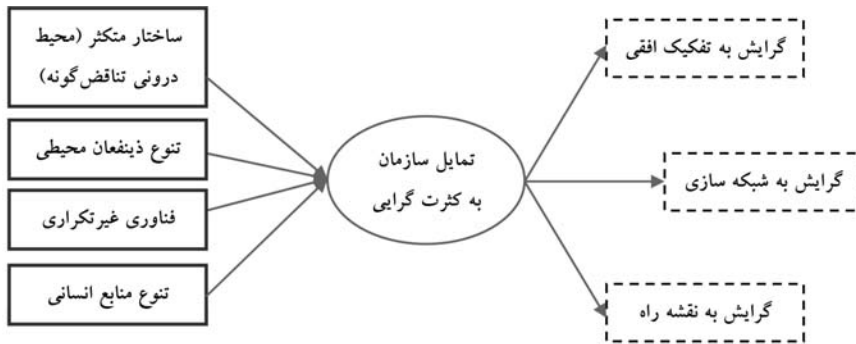 ساختار متکثر (محیط
درونی تناقض‌گونه)
تنوع ذینفعان محیطی
فناوری غیرتکراری
تنوع منابع انسانی
تمایل سازمان
به کثرت گرایی
گرایش به تفکیک افقی
گرایش به شبکه سازی
گرایش به نقشه راه